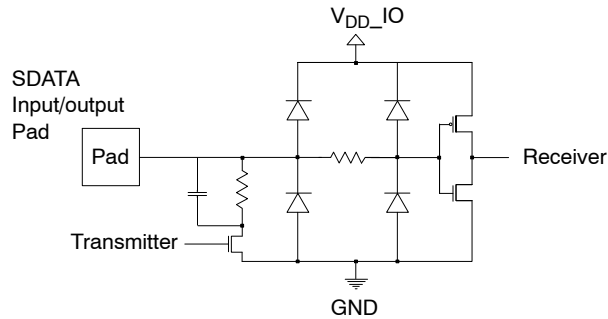 V_DD_IO
SDATA
Input/output
Pad
Pad
Receiver
Transmitter
GND